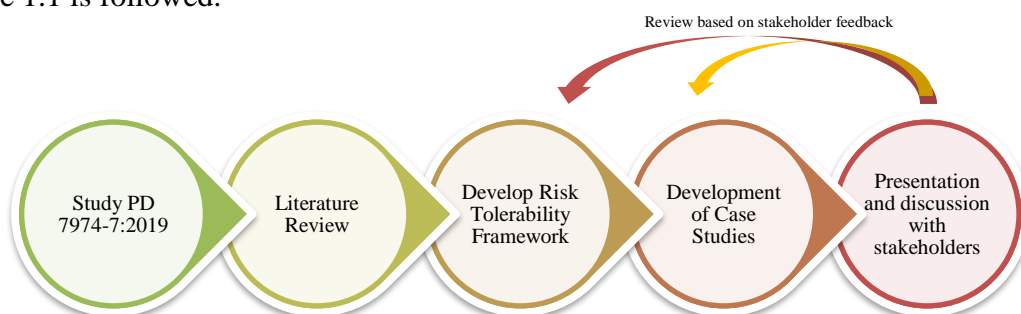 1.1 is followed.
Review based on stakeholder feedback
Study PD
7974-7:2019
Literature
Review
Develop Risk
Tolerability
Framework
Development
of Case
Studies
Presentation
and discussion
with
stakeholders